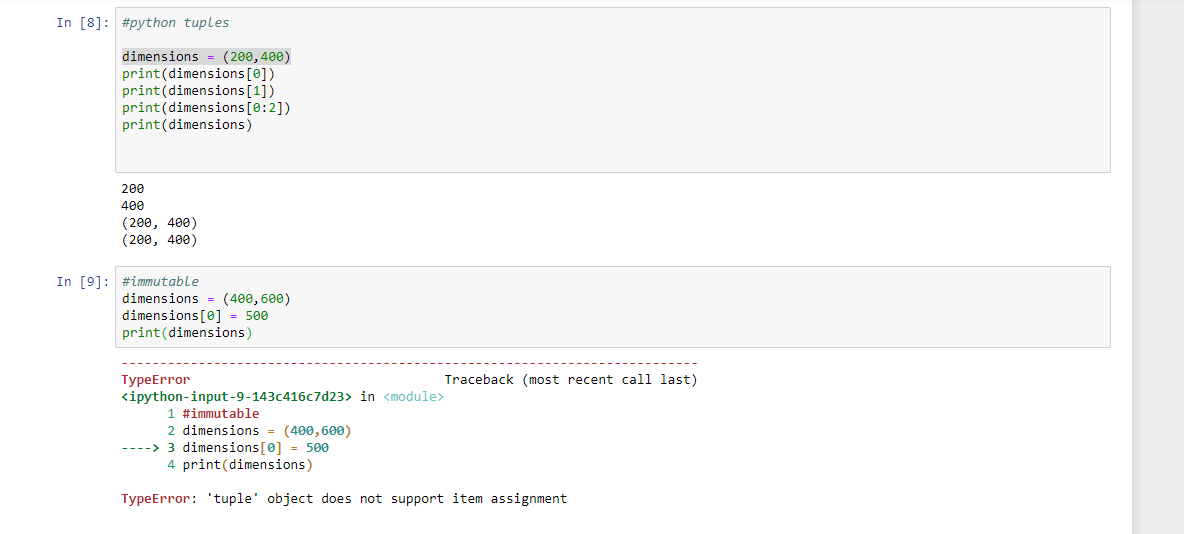 In [8]: #python tuples
dimensions = (200,400)
print(dimensions[0])
print(dimensions[1])
print(dimensions[0:2])
print(dimensions)
200
400
(200, 400)
(200, 400)
In [9]: #immutable
dimensions = (400,600)
dimensions[0] = 500
print(dimensions)
---------------------------------------------------------------------------
TypeError                                 Traceback (most recent call last)
<ipython-input-9-143c416c7d23> in <module>
      1 #immutable
      2 dimensions = (400,600)
----> 3 dimensions[0] = 500
      4 print(dimensions)
TypeError: 'tuple' object does not support item assignment